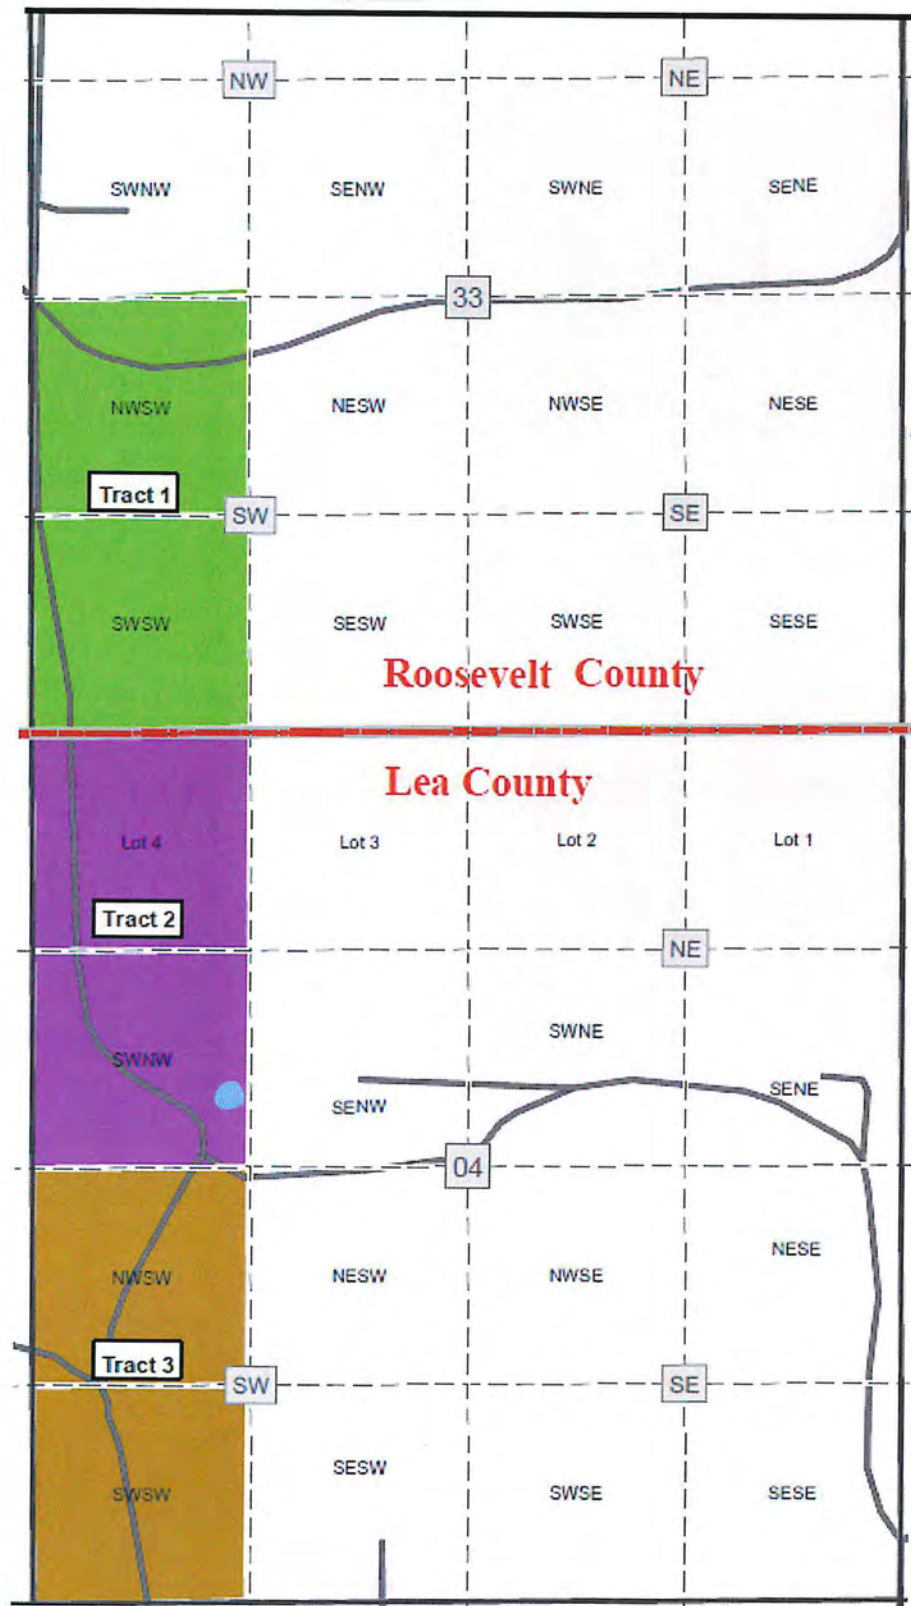 NW NE
SWNW SENW SWNE SENE
33
NWSW NESW NWSE NESE
Tract 1
SW SE
SWSW SESW SWSE SESE
Roosevelt County
Lea County
Lot 4 Lot 3 Lot 2 Lot 1
Tract 2
NE
SWNE
SWNW SENW SENE
04
NESE
NWSW NESW NWSE
Tract 3
SW SE
SESW
SWSW SWSE SESE